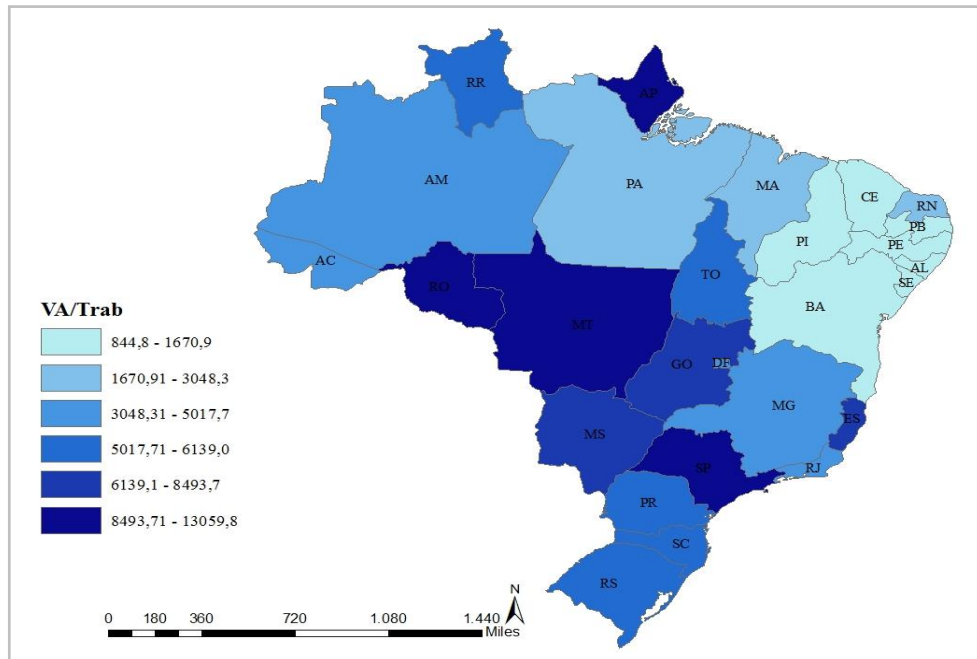 RR
AP
AM
PA
MA
CE
RN
PB
PI
PE
AC
TO
AL
SE
RO
BA
MT
GO
DF
MG
ES
MS
SP
RJ
PR
SC
RS
VA/Trab
844,8 - 1670,9
1670,91 - 3048,3
3048,31 - 5017,7
5017,71 - 6139,0
6139,1 - 8493,7
8493,71 - 13059,8
N
0 180 360 720 1.080 1.440
Miles